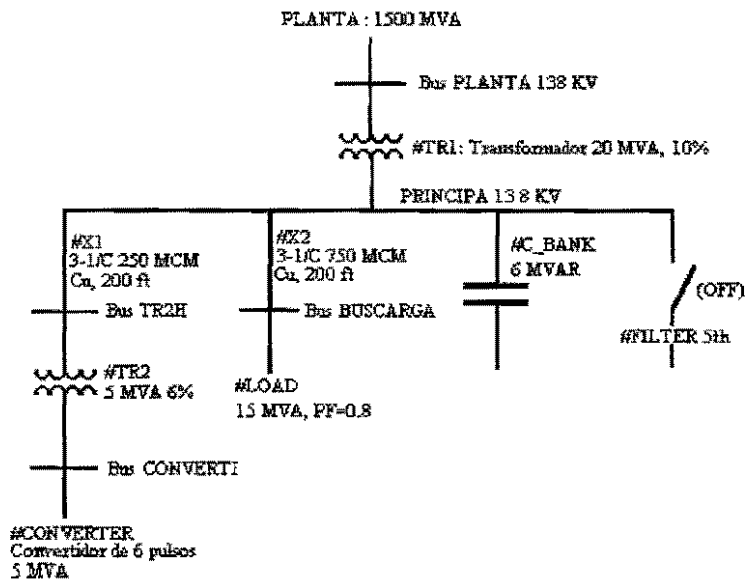 PLANTA : 1500 MVA
Bus PLANTA 138 KV
#TR1: Transformador 20 MVA, 10%
PRINCIPA 13.8 KV
#X1
3-1/C 250 MCM
Cu, 200 ft
#X2
3-1/C 750 MCM
Cu, 200 ft
#C_BANK
6 MVAR
(OFF)
Bus TR2H
Bus BUSCARGA
#FILTER 5th
#TR2
5 MVA 6%
#LOAD
15 MVA, PF=0.8
Bus CONVERTI
#CONVERTER
Convertidor de 6 pulsos
5 MVA